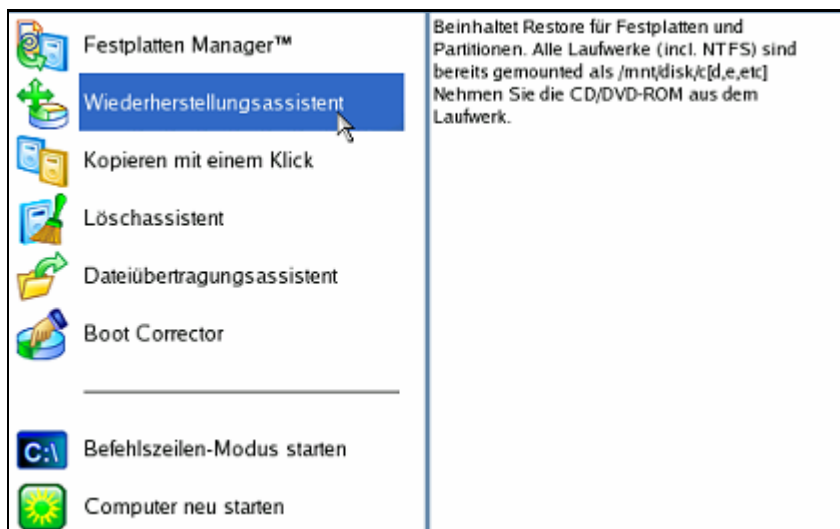 Festplatten Manager™
Wiederherstellungsassistent
Kopieren mit einem Klick
Löschassistent
Dateiübertragungsassistent
Boot Corrector
C:\
Befehlszeilen-Modus starten
Computer neu starten
Beinhaltet Restore für Festplatten und
Partitionen. Alle Laufwerke (incl. NTFS) sind
bereits gemounted als /mnt/disk/c[d,e,etc]
Nehmen Sie die CD/DVD-ROM aus dem
Laufwerk.